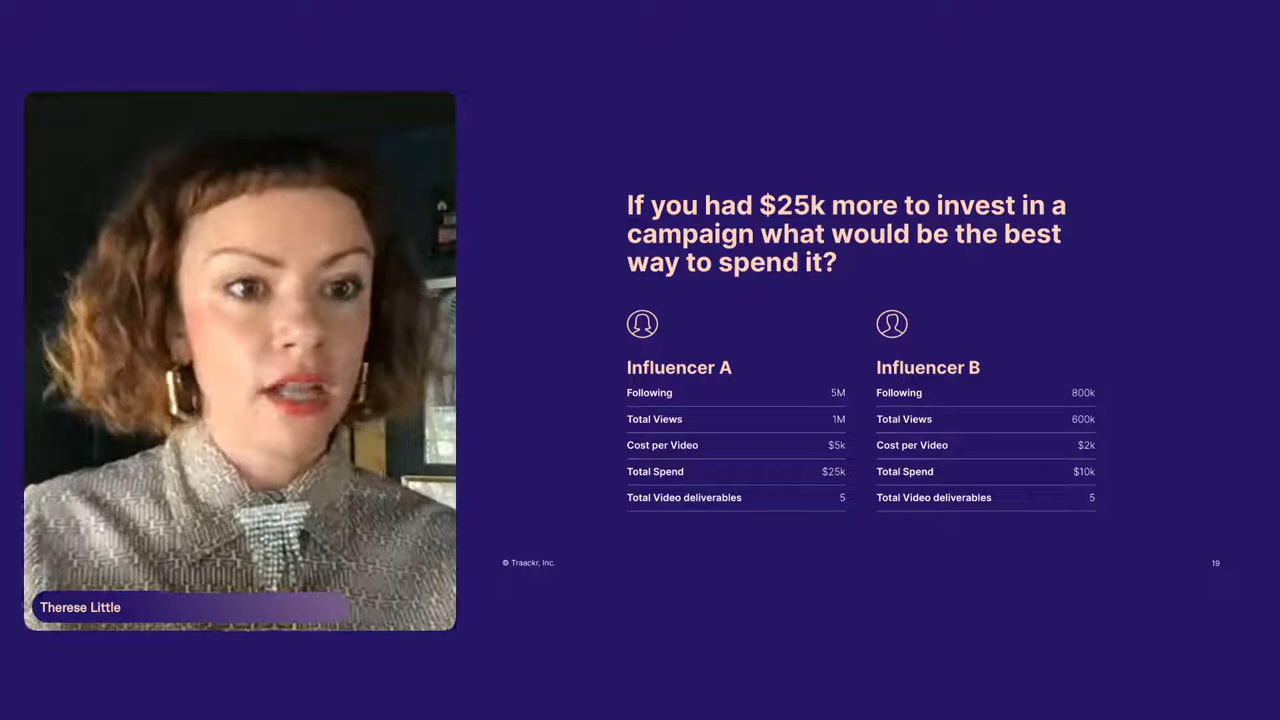 If you had $25k more to invest in a
campaign what would be the best
way to spend it?
Influencer A
Following 5M
Total Views 1M
Cost per Video $5k
Total Spend $25k
Total Video deliverables 5
Influencer B
Following 800k
Total Views 600k
Cost per Video $2k
Total Spend $10k
Total Video deliverables 5
© Traackr, Inc.
19
Therese Little